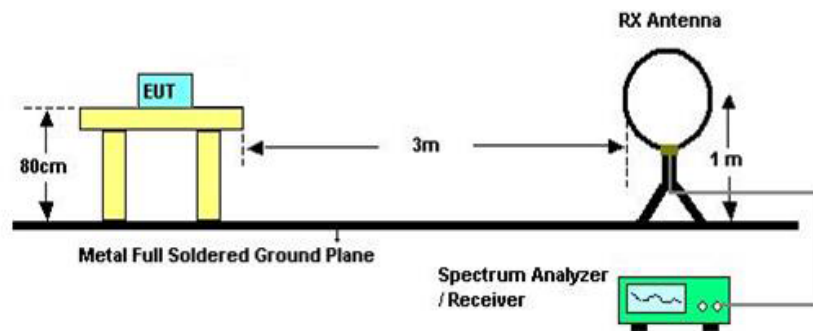 RX Antenna
EUT
3m
80cm
1 m
Metal Full Soldered Ground Plane
Spectrum Analyzer
/ Receiver